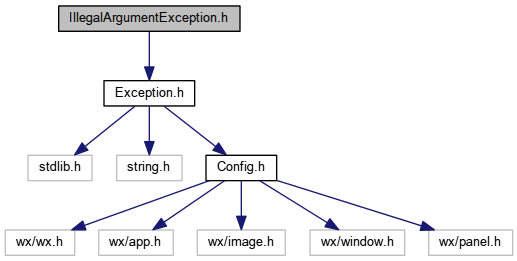 IllegalArgumentException.h
Exception.h
stdlib.h
string.h
Config.h
wx/wx.h
wx/app.h
wx/image.h
wx/window.h
wx/panel.h